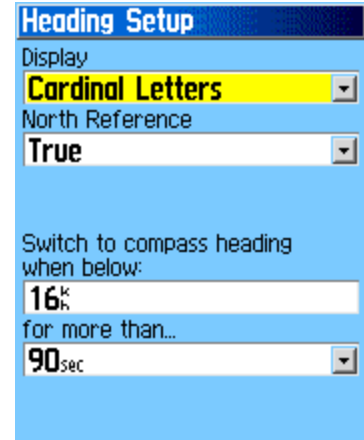 Heading Setup
Display
Cardinal Letters
North Reference
True
Switch to compass heading
when below:
16kh
for more than...
90sec